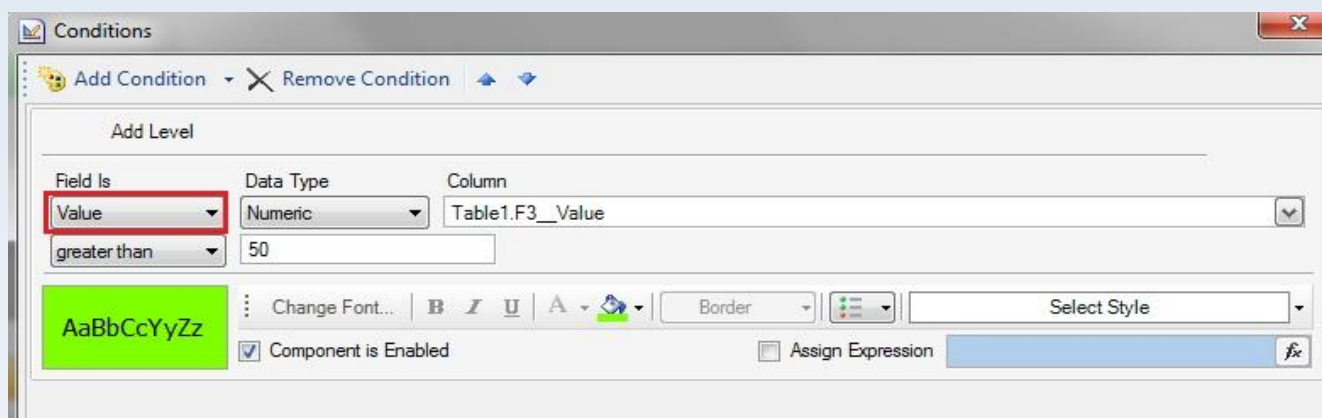 Conditions
Add Condition Remove Condition
Add Level
Field Is Data Type Column
Value Numeric Table1.F3__Value
greater than 50
AaBbCcYyZz Change Font... B I U A Border Select Style
Component is Enabled Assign Expression fx